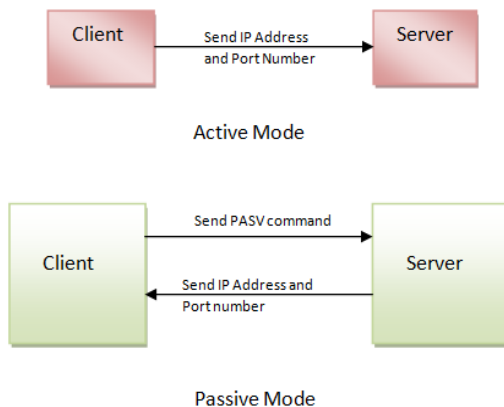 Client
Send IP Address
and Port Number
Server
Active Mode
Send PASV command
Client
Server
Send IP Address and
Port number
Passive Mode